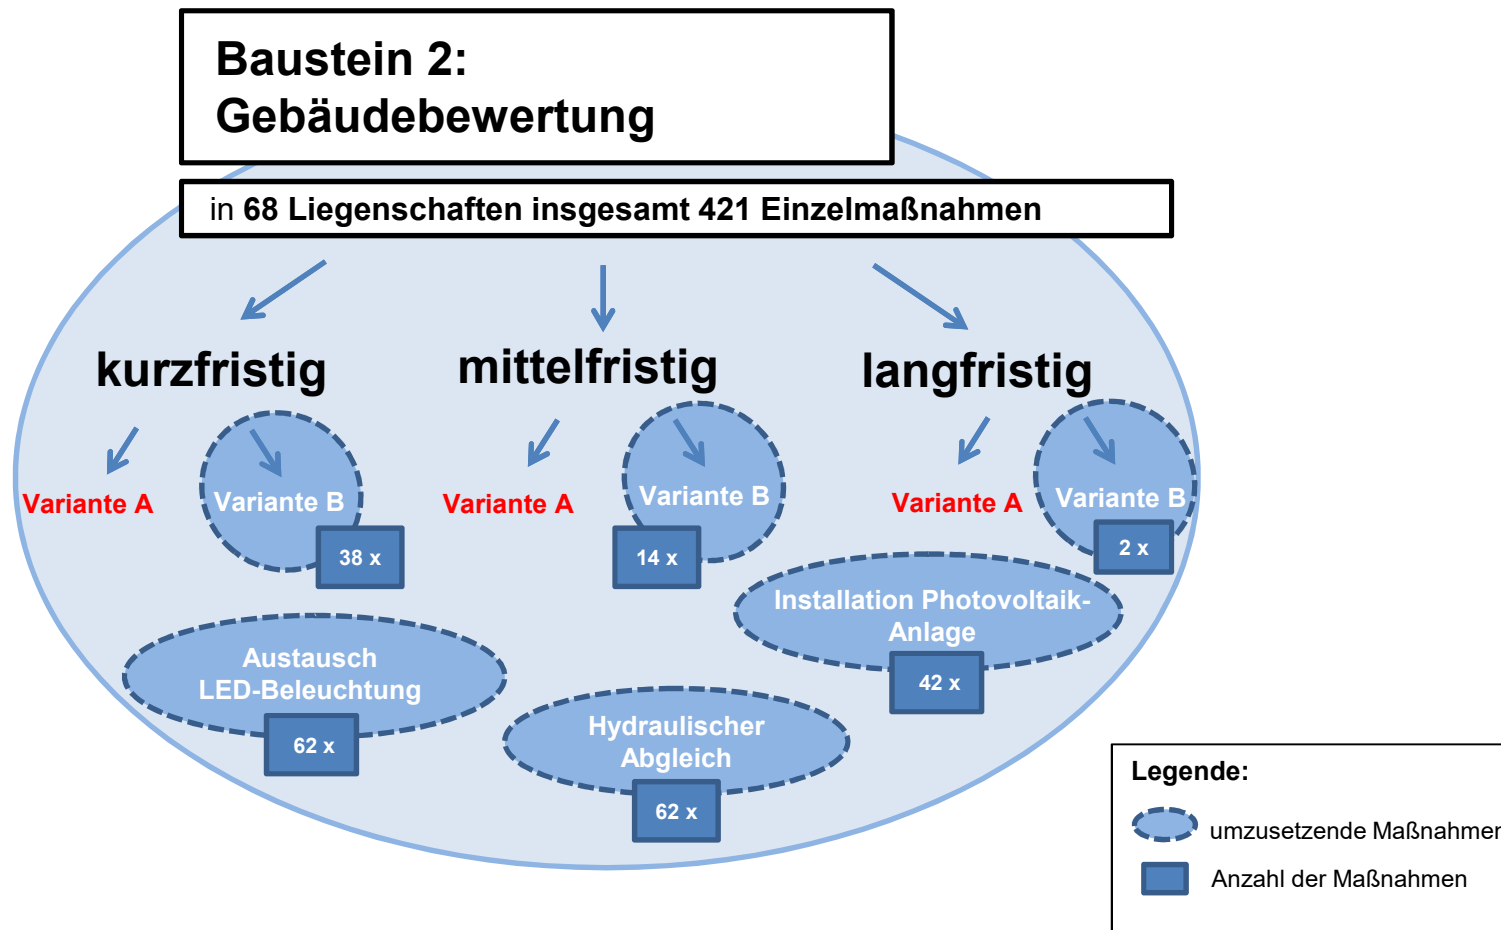 Baustein 2:
Gebäudebewertung
in 68 Liegenschaften insgesamt 421 Einzelmaßnahmen
kurzfristig
mittelfristig
langfristig
Variante A
Variante B
38 x
Variante A
Variante B
14 x
Variante A
Variante B
2 x
Installation Photovoltaik-
Anlage
42 x
Austausch
LED-Beleuchtung
62 x
Hydraulischer
Abgleich
62 x
Legende:
umzusetzende Maßnahmen
Anzahl der Maßnahmen